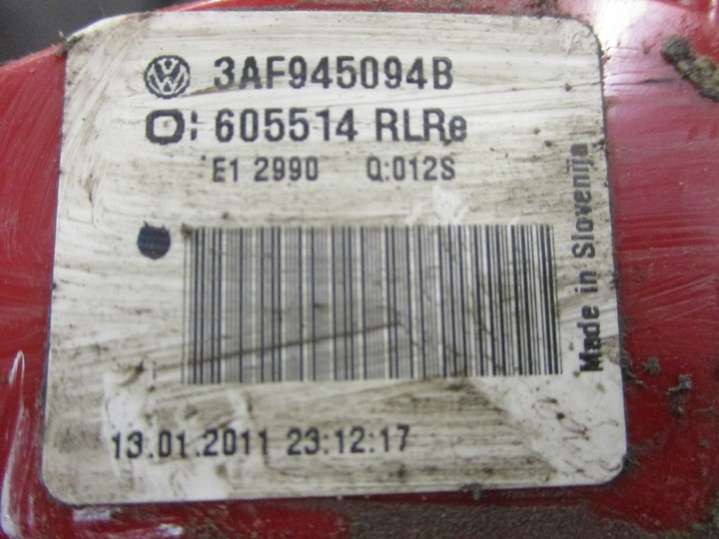 3AF945094B
605514 RLRe
E1 2990 Q:012S
Made in Slovenija
13.01.2011 23:12:17